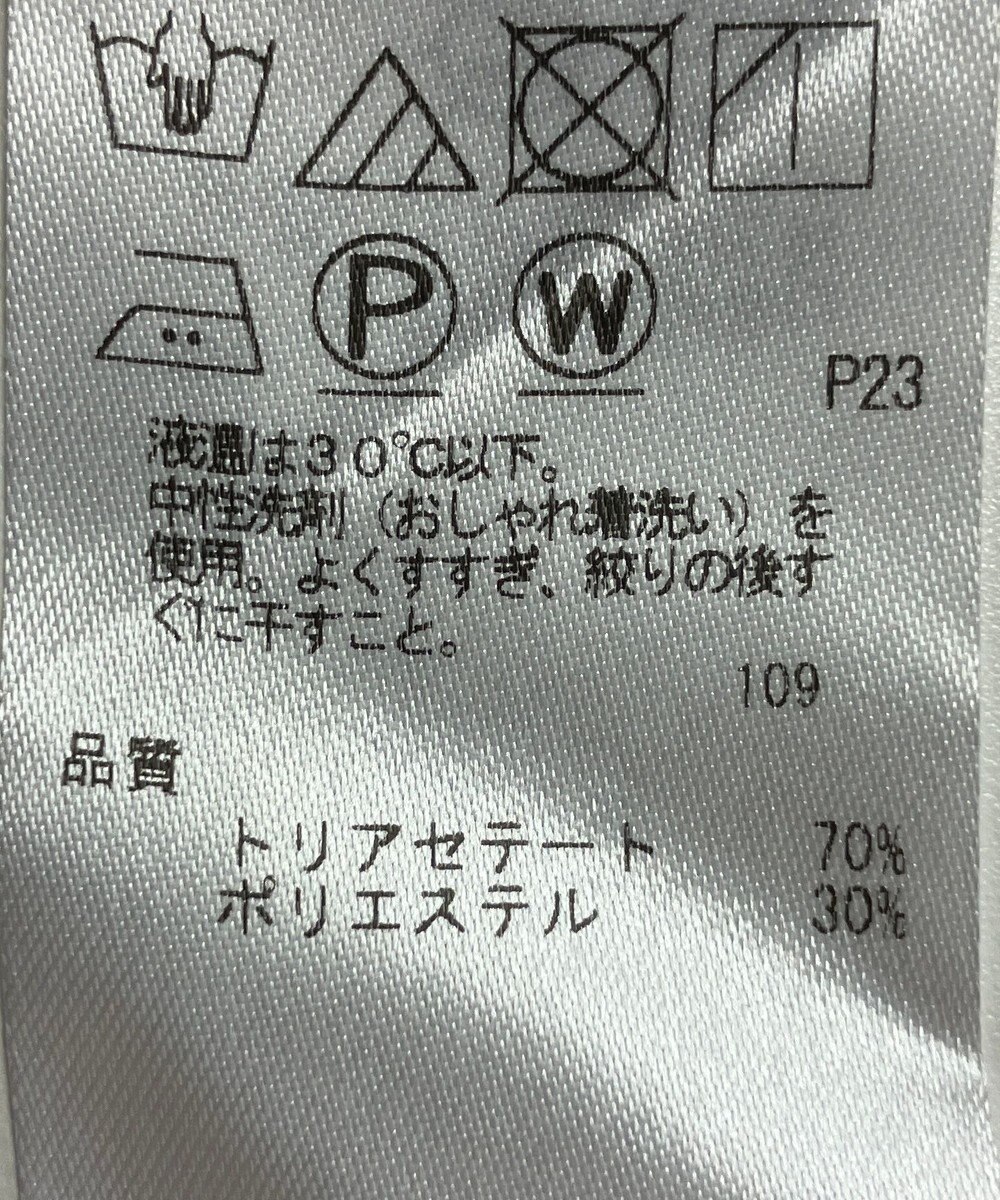 P
W
P23
液温は30℃以下。
中性洗剤（おしゃれ着洗い）を
使用。よくすすぎ、絞りの後す
ぐに干すこと。
109
品質
トリアセテート 70%
ポリエステル 30%